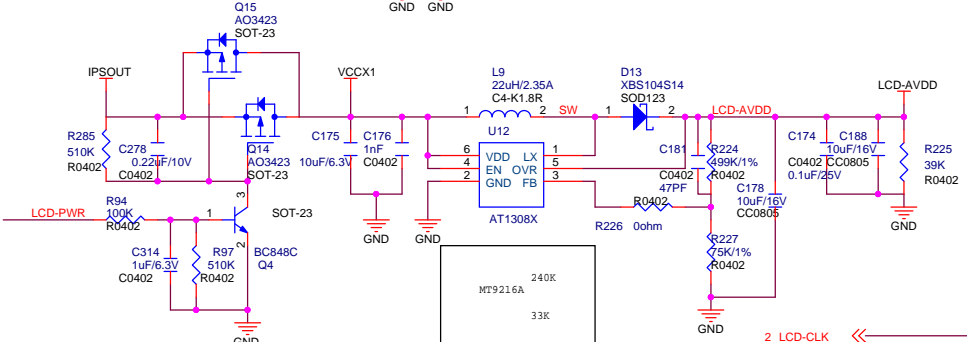 GND GND
Q15
AO3423
SOT-23
IPSOUT
VCCX1
L9
22uH/2.35A
C4-K1.8R
1 2
SW
D13
XBS104S14
SOD123
1 2
LCD-AVDD
LCD-AVDD
R285
510K
R0402
C278
0.22uF/10V
C0402
Q14
AO3423
SOT-23
C175
10uF/6.3V
C176
1nF
C0402
U12
6 VDD LX 1
4 EN OVR 5
2 GND FB 3
AT1308X
C181
C0402
47PF
R224
499K/1%
R0402
C178
10uF/16V
CC0805
C174
C0402
0.1uF/25V
C188
10uF/16V
CC0805
R225
39K
R0402
LCD-PWR
R94
100K
R0402
1
3
2
SOT-23
BC848C
Q4
C314
1uF/6.3V
C0402
R97
510K
R0402
GND
GND
GND
R0402
R226 0ohm
R227
75K/1%
R0402
GND
GND
MT9216A
240K
33K
GND
2 LCD-CLK